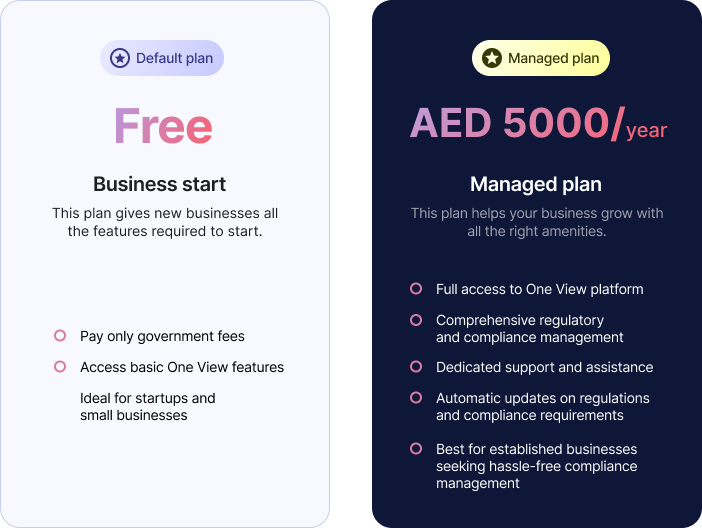 Default plan
Free
Business start
This plan gives new businesses all
the features required to start.
Pay only government fees
Access basic One View features
Ideal for startups and
small businesses
Managed plan
AED 5000/year
Managed plan
This plan helps your business grow with
all the right amenities.
Full access to One View platform
Comprehensive regulatory
and compliance management
Dedicated support and assistance
Automatic updates on regulations
and compliance requirements
Best for established businesses
seeking hassle-free compliance
management